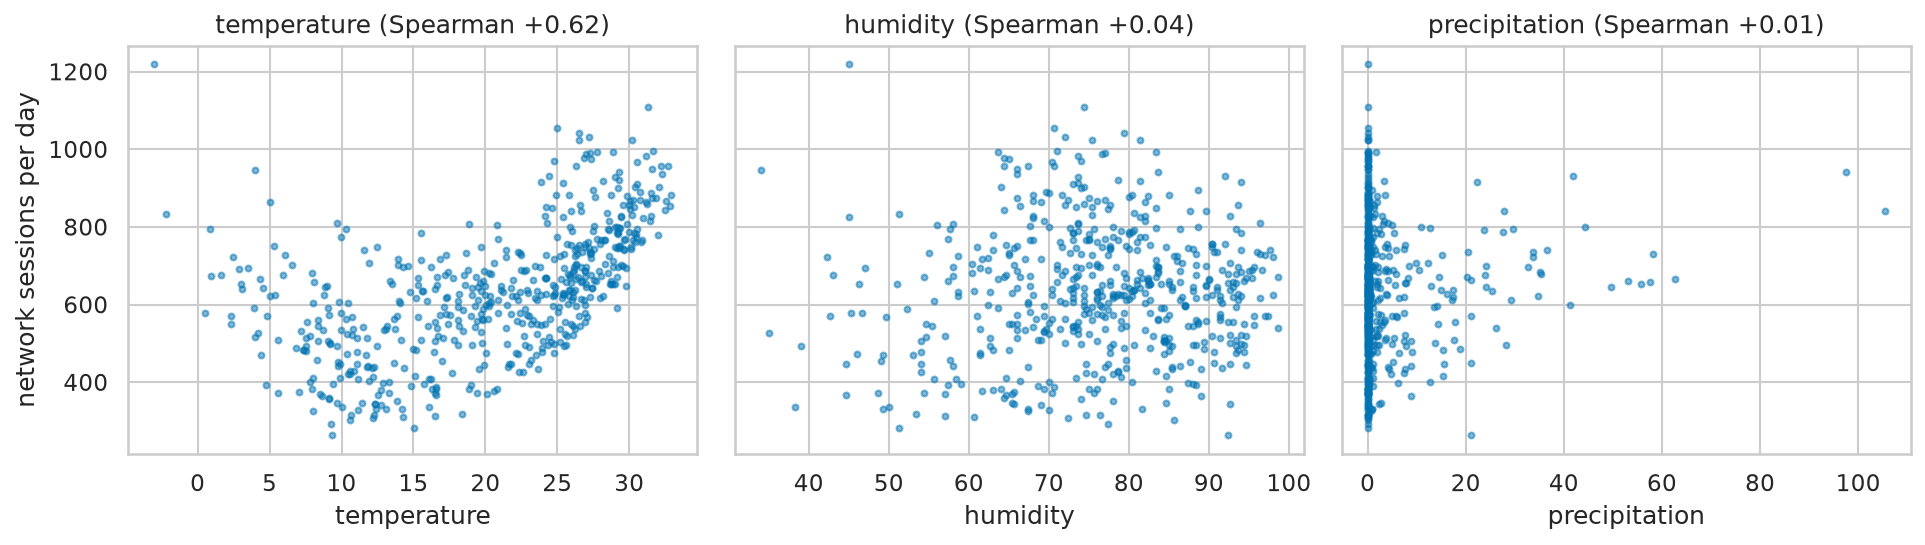 temperature (Spearman +0.62)
humidity (Spearman +0.04)
precipitation (Spearman +0.01)
network sessions per day
1200
1000
800
600
400
0 5 10 15 20 25 30
40 50 60 70 80 90 100
0 20 40 60 80 100
temperature
humidity
precipitation